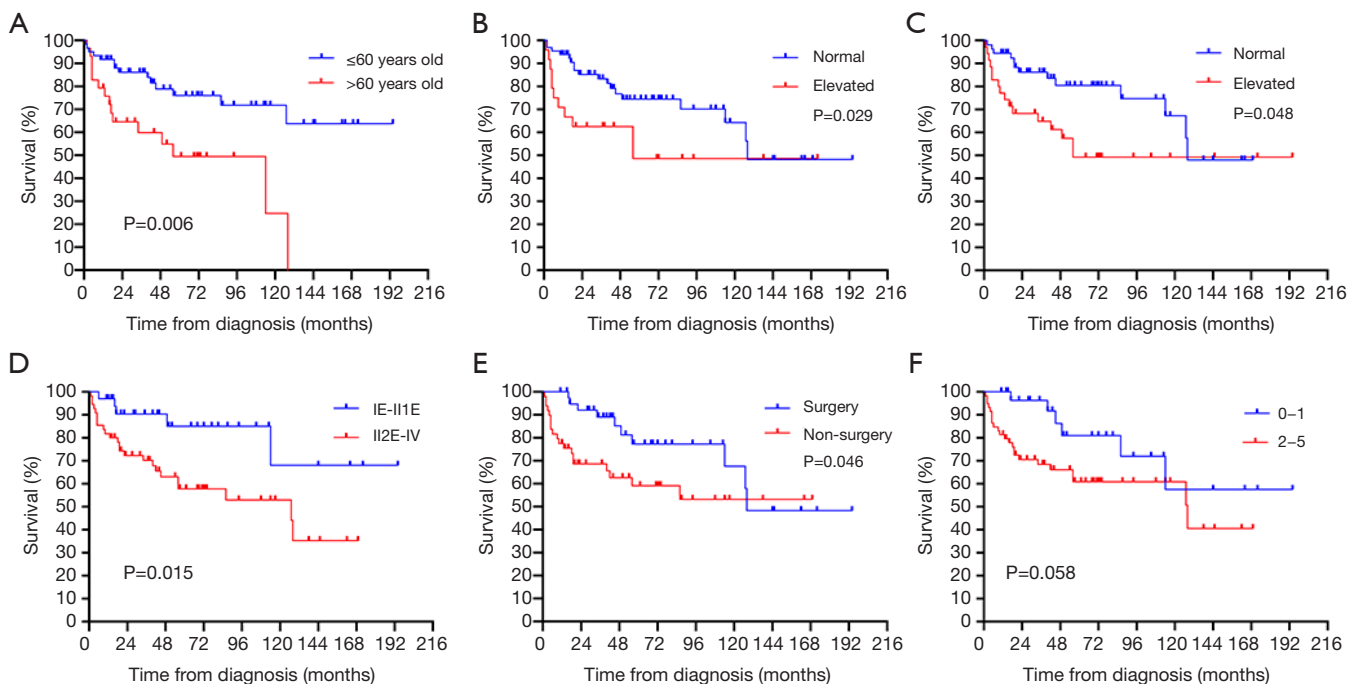 A
100
90
80
70
60
50
40
30
20
10
0
Survival (%)
≤60 years old
>60 years old
P=0.006
0 24 48 72 96 120 144 168 192 216
Time from diagnosis (months)
B
100
90
80
70
60
50
40
30
20
10
0
Survival (%)
Normal
Elevated
P=0.029
0 24 48 72 96 120 144 168 192 216
Time from diagnosis (months)
C
100
90
80
70
60
50
40
30
20
10
0
Survival (%)
Normal
Elevated
P=0.048
0 24 48 72 96 120 144 168 192 216
Time from diagnosis (months)
D
100
90
80
70
60
50
40
30
20
10
0
Survival (%)
IE-II1E
II2E-IV
P=0.015
0 24 48 72 96 120 144 168 192 216
Time from diagnosis (months)
E
100
90
80
70
60
50
40
30
20
10
0
Survival (%)
Surgery
Non-surgery
P=0.046
0 24 48 72 96 120 144 168 192 216
Time from diagnosis (months)
F
100
90
80
70
60
50
40
30
20
10
0
Survival (%)
0–1
2–5
P=0.058
0 24 48 72 96 120 144 168 192 216
Time from diagnosis (months)